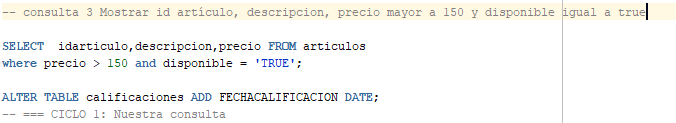 -- consulta 3 Mostrar id artículo, descripcion, precio mayor a 150 y disponible igual a true
SELECT  idarticulo,descripcion,precio FROM articulos
where precio > 150 and disponible = 'TRUE';
ALTER TABLE calificaciones ADD FECHACALIFICACION DATE;
-- === CICLO 1: Nuestra consulta